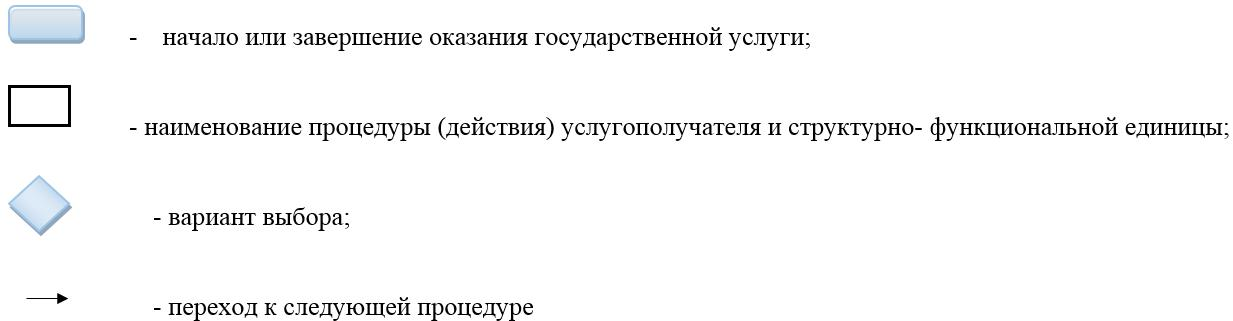 - начало или завершение оказания государственной услуги;
- наименование процедуры (действия) услугополучателя и структурно- функциональной единицы;
- вариант выбора;
- переход к следующей процедуре